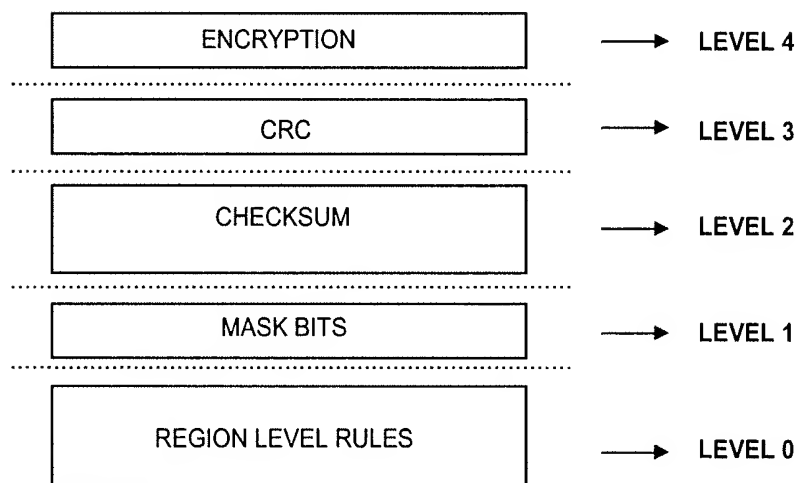 ENCRYPTION LEVEL 4
CRC LEVEL 3
CHECKSUM LEVEL 2
MASK BITS LEVEL 1
REGION LEVEL RULES LEVEL 0